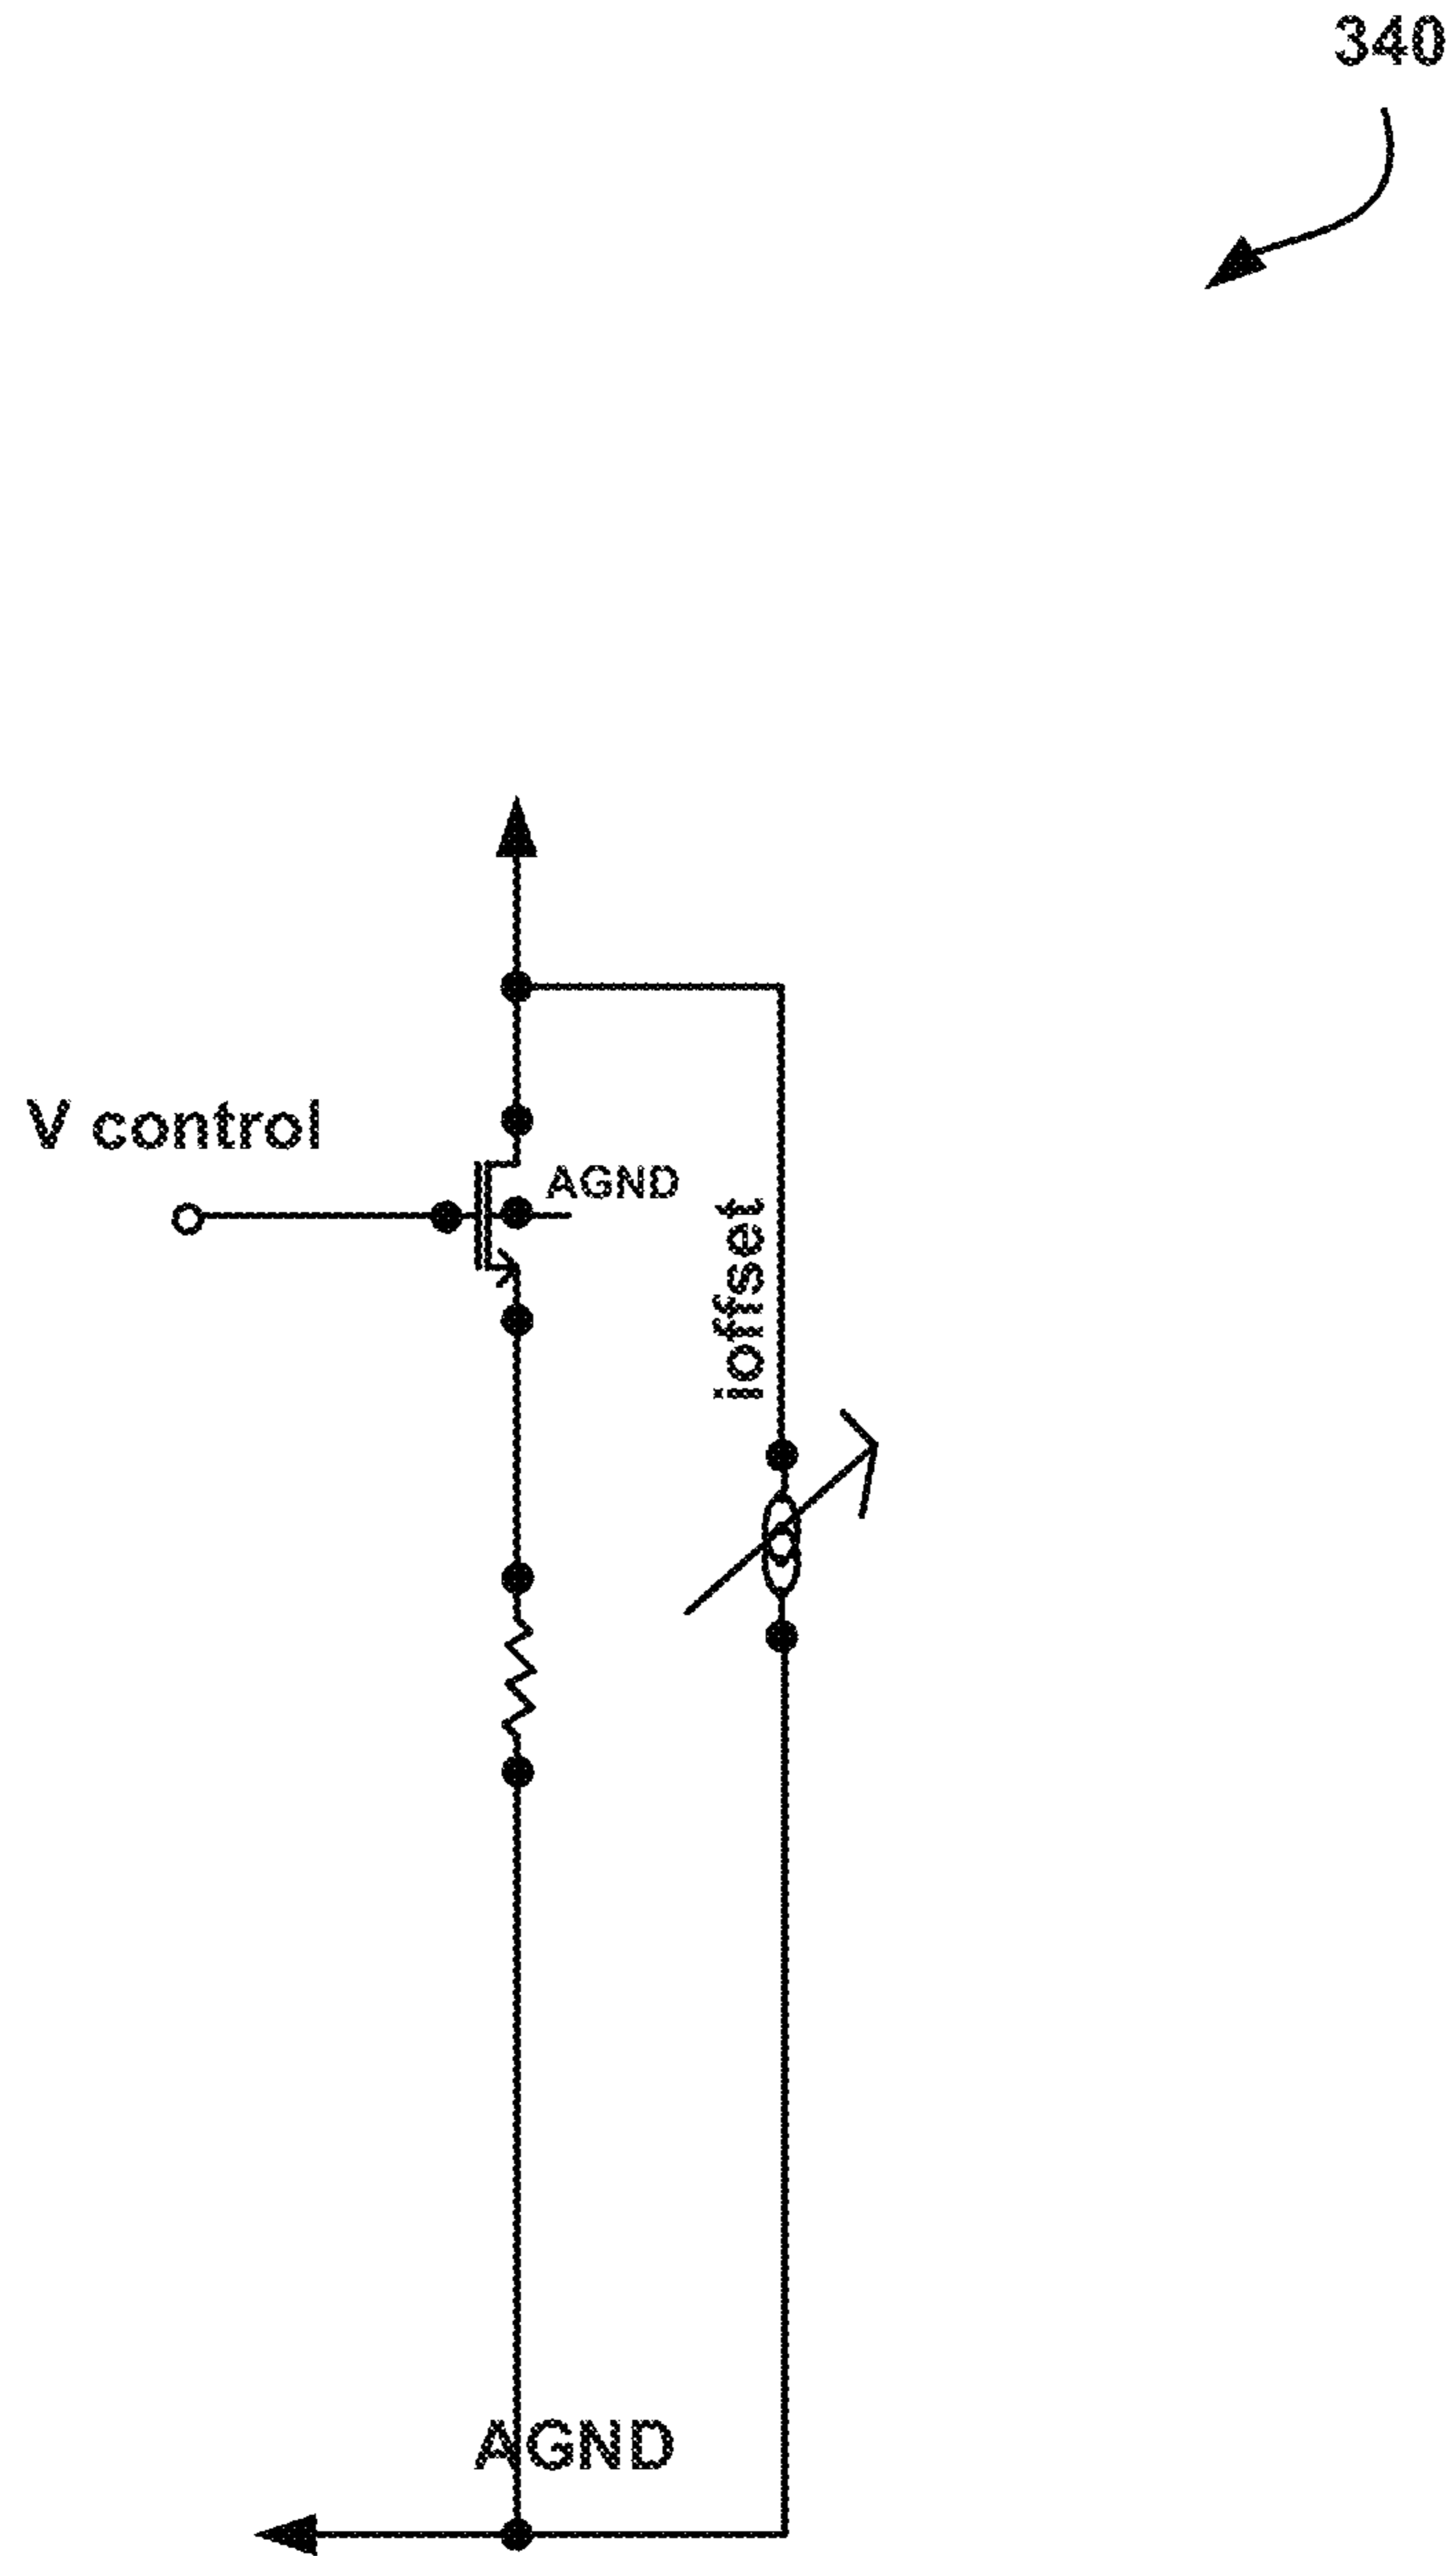 340
V control
AGND
ioffset
AGND